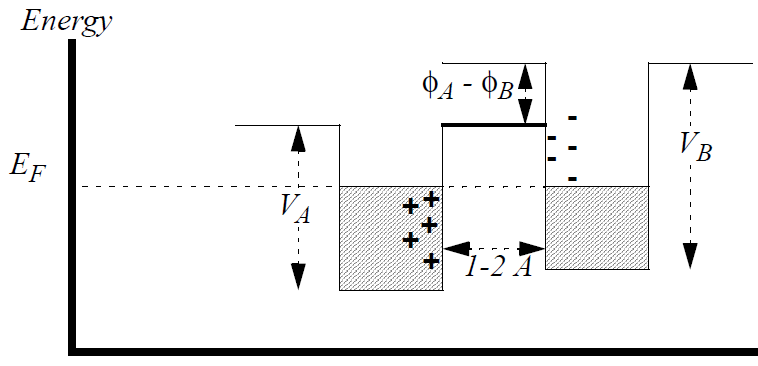 Energy
ϕA - ϕB
EF
VA
VB
1-2 A
+ + + + +
- - - - -